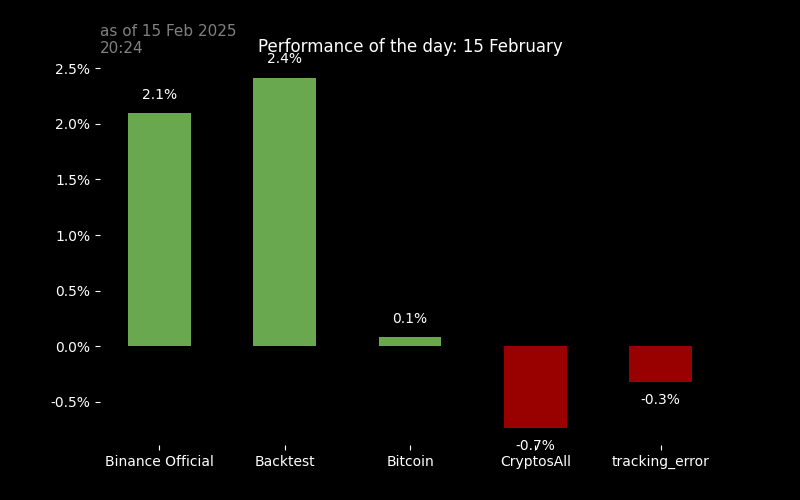 as of 15 Feb 2025
20:24
Performance of the day: 15 February
2.5%
2.0%
1.5%
1.0%
0.5%
0.0%
-0.5%
2.1%
2.4%
0.1%
-0.7%
-0.3%
Binance Official
Backtest
Bitcoin
CryptosAll
tracking_error